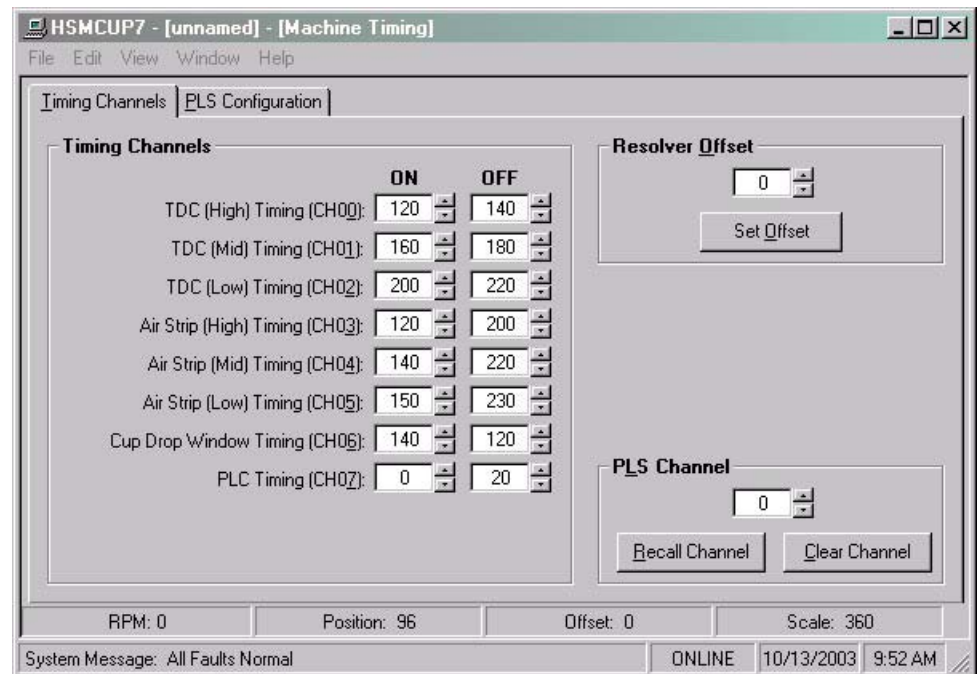 HSMCUP7 - [unnamed] - [Machine Timing]
File Edit View Window Help
Timing Channels PLS Configuration
Timing Channels
ON OFF
TDC (High) Timing (CH00): 120 140
TDC (Mid) Timing (CH01): 160 180
TDC (Low) Timing (CH02): 200 220
Air Strip (High) Timing (CH03): 120 200
Air Strip (Mid) Timing (CH04): 140 220
Air Strip (Low) Timing (CH05): 150 230
Cup Drop Window Timing (CH06): 140 120
PLC Timing (CH07): 0 20
Resolver Offset
0
Set Offset
PLS Channel
0
Recall Channel Clear Channel
RPM: 0 Position: 96 Offset: 0 Scale: 360
System Message: All Faults Normal ONLINE 10/13/2003 9:52 AM